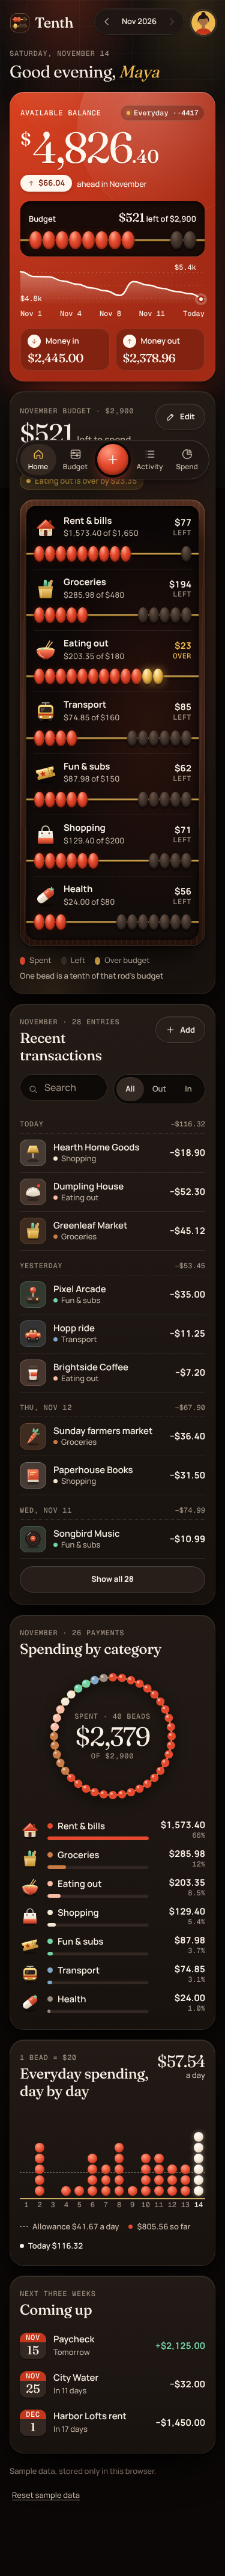 Tenth
Nov 2026
SATURDAY, NOVEMBER 14
Good evening, Maya
AVAILABLE BALANCE
Everyday ··4417
$4,826.40
$66.04 ahead in November
Budget
$521 left of $2,900
$5.4k
$4.8k
Nov 1
Nov 4
Nov 8
Nov 11
Today
Money in
$2,445.00
Money out
$2,378.96
NOVEMBER BUDGET · $2,900
Edit
$521 left to spend
Home
Budget
Activity
Spend
Eating out is over by $23.35
Rent & bills
$1,573.40 of $1,650
$77
LEFT
Groceries
$285.98 of $480
$194
LEFT
Eating out
$203.35 of $180
$23
OVER
Transport
$74.85 of $160
$85
LEFT
Fun & subs
$87.98 of $150
$62
LEFT
Shopping
$129.40 of $200
$71
LEFT
Health
$24.00 of $80
$56
LEFT
Spent
Left
Over budget
One bead is a tenth of that rod's budget
NOVEMBER · 28 ENTRIES
Recent
transactions
Add
Search
All
Out
In
TODAY
−$116.32
Hearth Home Goods
Shopping
−$18.90
Dumpling House
Eating out
−$52.30
Greenleaf Market
Groceries
−$45.12
YESTERDAY
−$53.45
Pixel Arcade
Fun & subs
−$35.00
Hopp ride
Transport
−$11.25
Brightside Coffee
Eating out
−$7.20
THU, NOV 12
−$67.90
Sunday farmers market
Groceries
−$36.40
Paperhouse Books
Shopping
−$31.50
WED, NOV 11
−$74.99
Songbird Music
Fun & subs
−$10.99
Show all 28
NOVEMBER · 26 PAYMENTS
Spending by category
SPENT · 40 BEADS
$2,379
OF $2,900
Rent & bills
$1,573.40
66%
Groceries
$285.98
12%
Eating out
$203.35
8.5%
Shopping
$129.40
5.4%
Fun & subs
$87.98
3.7%
Transport
$74.85
3.1%
Health
$24.00
1.0%
1 BEAD = $20
Everyday spending,
day by day
$57.54
a day
1 2 3 4 5 6 7 8 9 10 11 12 13 14
Allowance $41.67 a day
$805.56 so far
Today $116.32
NEXT THREE WEEKS
Coming up
NOV
15
Paycheck
Tomorrow
+$2,125.00
NOV
25
City Water
In 11 days
−$32.00
DEC
1
Harbor Lofts rent
In 17 days
−$1,450.00
Sample data, stored only in this browser.
Reset sample data